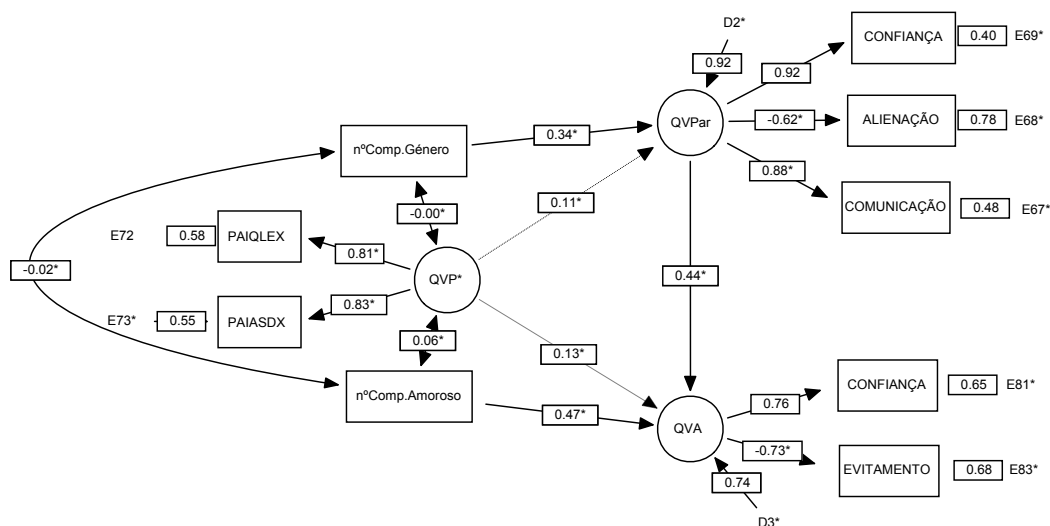 D2*
0.92
CONFIANÇA
0.40
E69*
0.92
QVPar
-0.62*
ALIENAÇÃO
0.78
E68*
nºComp.Género
0.34*
0.88*
COMUNICAÇÃO
0.48
E67*
-0.00*
0.11*
E72
0.58
PAIQLEX
0.81*
QVP*
-0.02*
0.44*
E73*
0.55
PAIASDX
0.83*
0.06*
0.13*
nºComp.Amoroso
0.47*
QVA
0.76
CONFIANÇA
0.65
E81*
-0.73*
EVITAMENTO
0.68
E83*
0.74
D3*